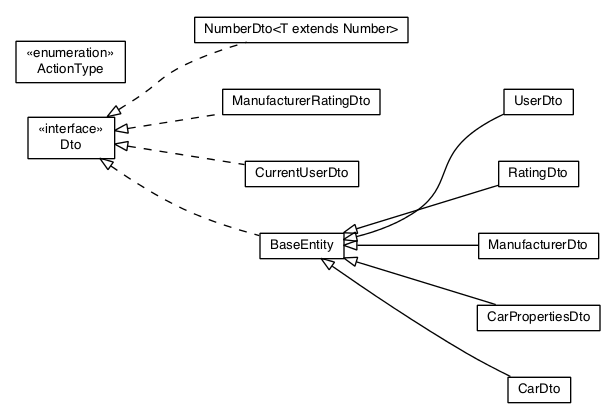 NumberDto<T extends Number>
«enumeration»
ActionType
ManufacturerRatingDto
UserDto
«interface»
Dto
CurrentUserDto
RatingDto
BaseEntity
ManufacturerDto
CarPropertiesDto
CarDto